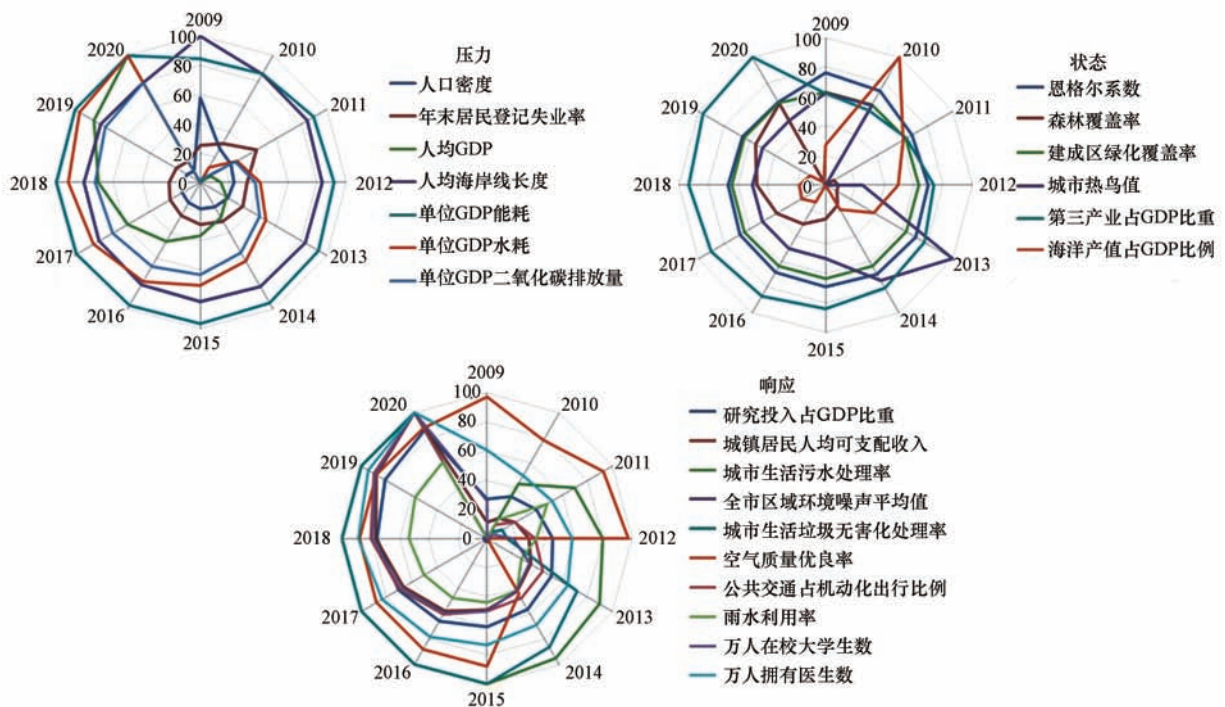 压力
2009
2010
2011
2012
2013
2014
2015
2016
2017
2018
2019
2020
100
80
60
40
20
0
人口密度
年末居民登记失业率
人均GDP
人均海岸线长度
单位GDP能耗
单位GDP水耗
单位GDP二氧化碳排放量
状态
2009
2010
2011
2012
2013
2014
2015
2016
2017
2018
2019
2020
100
80
60
40
20
0
恩格尔系数
森林覆盖率
建成区绿化覆盖率
城市热鸟值
第三产业占GDP比重
海洋产值占GDP比例
响应
2009
2010
2011
2012
2013
2014
2015
2016
2017
2018
2019
2020
100
80
60
40
20
0
研究投入占GDP比重
城镇居民人均可支配收入
城市生活污水处理率
全市区域环境噪声平均值
城市生活垃圾无害化处理率
空气质量优良率
公共交通占机动化出行比例
雨水利用率
万人在校大学生数
万人拥有医生数